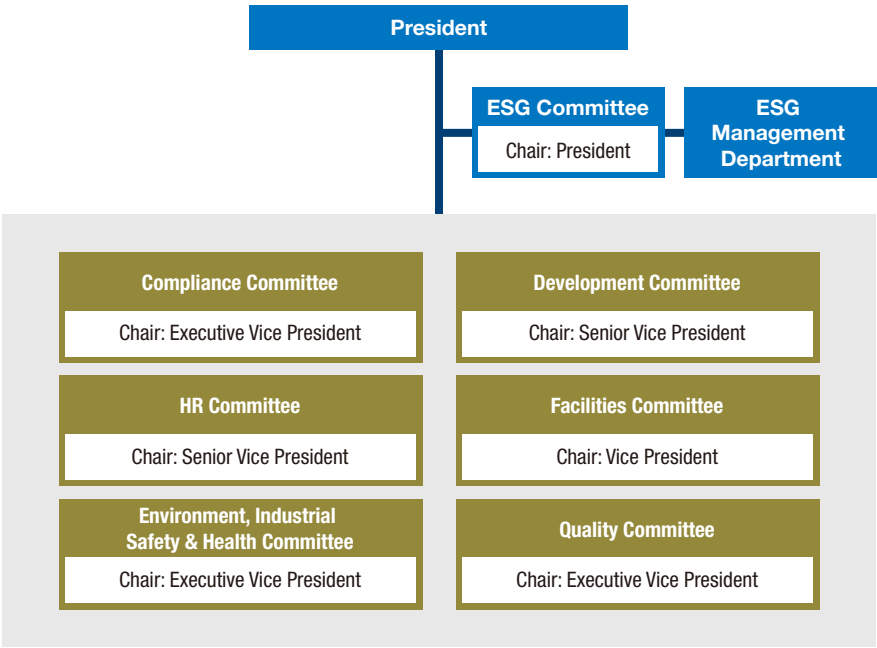 President
ESG Committee
Chair: President
ESG
Management
Department
Compliance Committee
Chair: Executive Vice President
Development Committee
Chair: Senior Vice President
HR Committee
Chair: Senior Vice President
Facilities Committee
Chair: Vice President
Environment, Industrial
Safety & Health Committee
Chair: Executive Vice President
Quality Committee
Chair: Executive Vice President